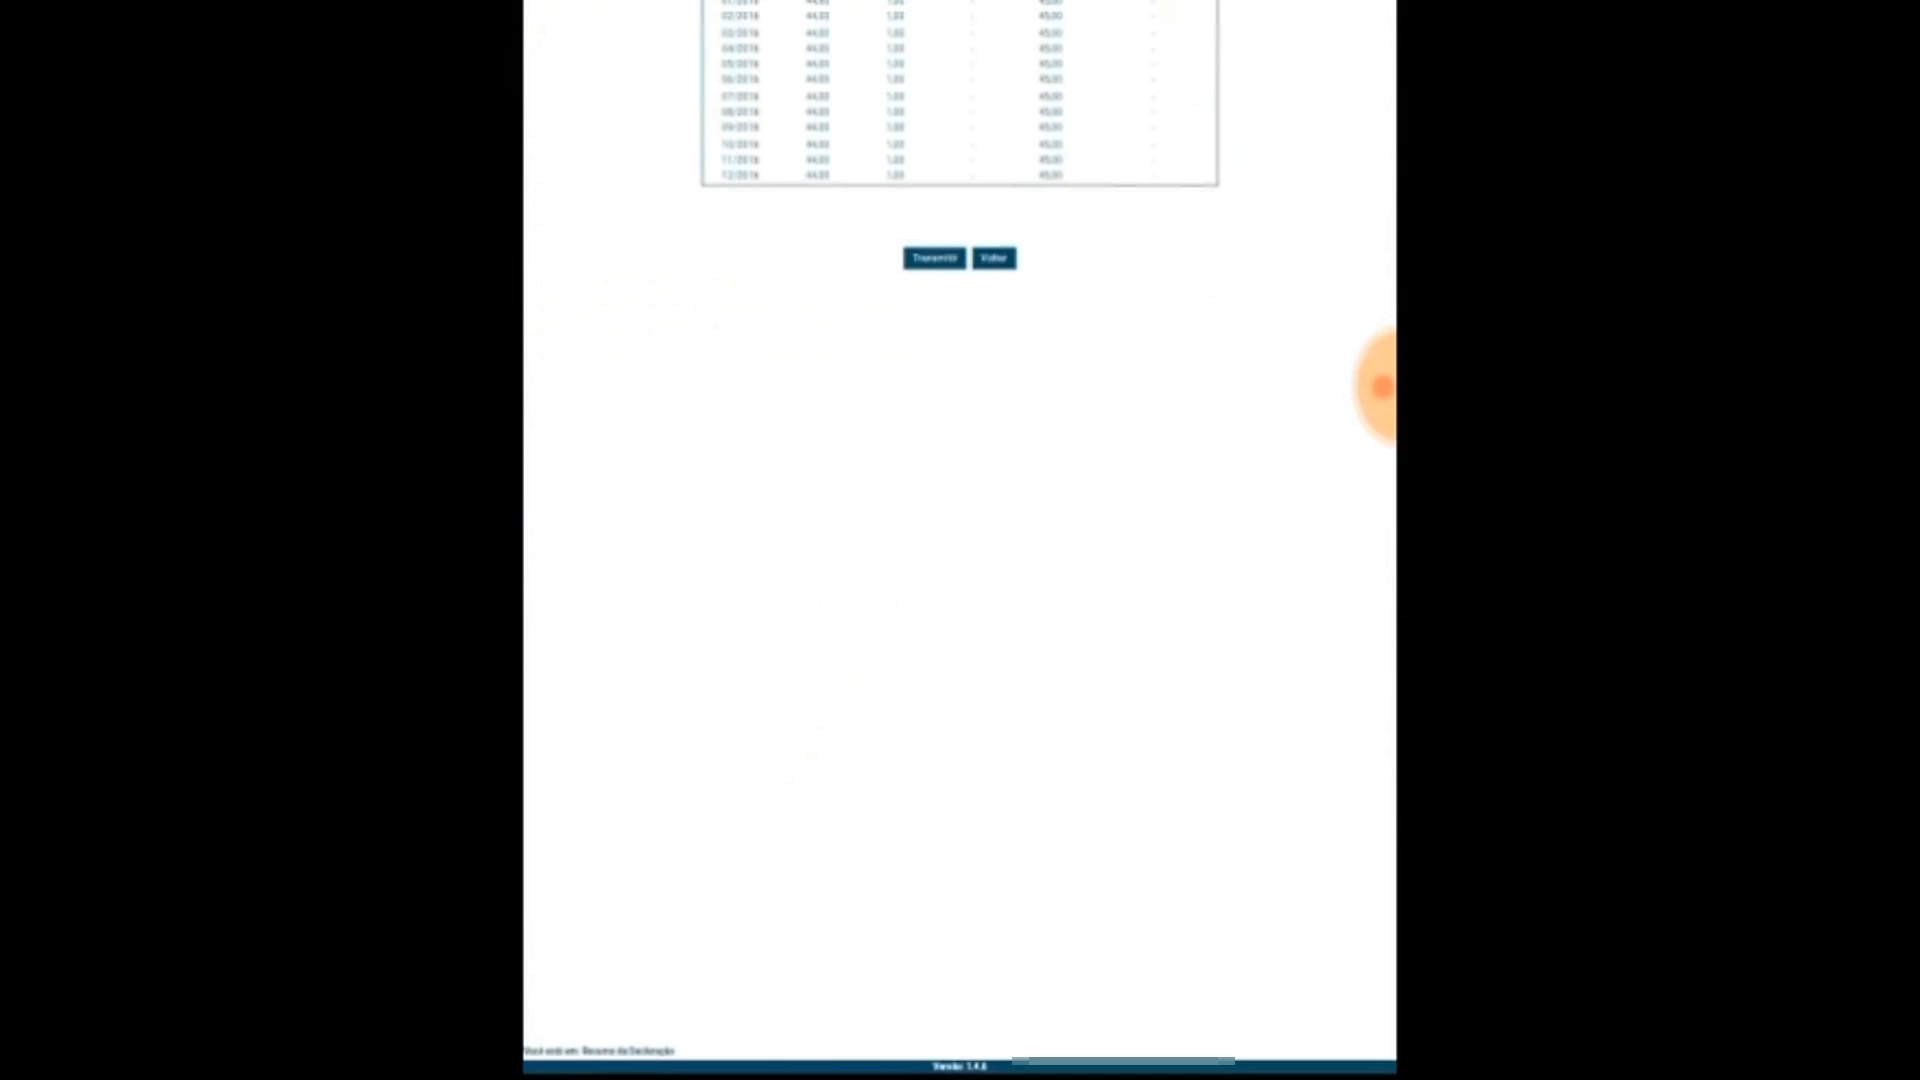 02/2016 44,00 1,00 - 45,00 -
03/2016 44,00 1,00 - 45,00 -
04/2016 44,00 1,00 - 45,00 -
05/2016 44,00 1,00 - 45,00 -
06/2016 44,00 1,00 - 45,00 -
07/2016 44,00 1,00 - 45,00 -
08/2016 44,00 1,00 - 45,00 -
09/2016 44,00 1,00 - 45,00 -
10/2016 44,00 1,00 - 45,00 -
11/2016 44,00 1,00 - 45,00 -
12/2016 44,00 1,00 - 45,00 -
Transmitir Voltar
Você está em: Resumo da Declaração
Versão: 1.4.0